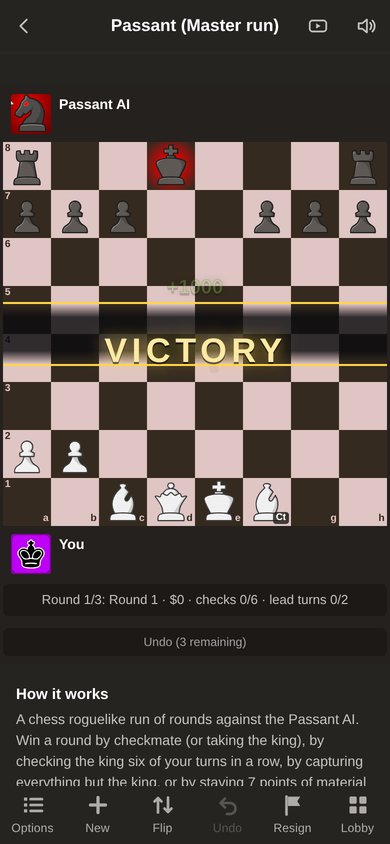 Passant (Master run)
Passant AI
8
7
6
5
+1000
4
VICTORY
3
2
1
a b c d e f Ct g h
You
Round 1/3: Round 1 · $0 · checks 0/6 · lead turns 0/2
Undo (3 remaining)
How it works
A chess roguelike run of rounds against the Passant AI.
Win a round by checkmate (or taking the king), by
checking the king six of your turns in a row, by capturing
everything but the king, or by staying 7 points of material
Options New Flip Undo Resign Lobby